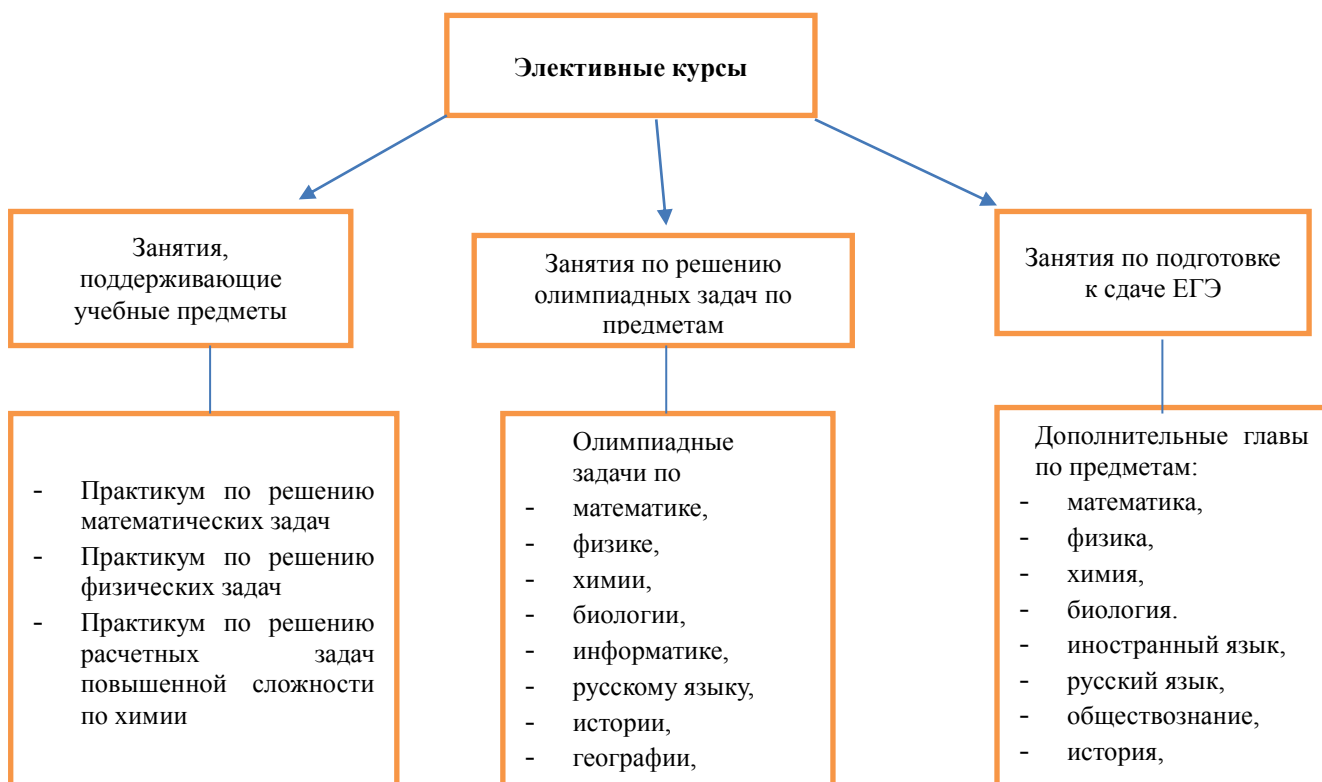 Элективные курсы
Занятия,
поддерживающие
учебные предметы
Занятия по решению
олимпиадных задач по
предметам
Занятия по подготовке
к сдаче ЕГЭ
- Практикум по решению
математических задач
- Практикум по решению
физических задач
- Практикум по решению
расчетных задач
повышенной сложности
по химии
Олимпиадные
задачи по
- математике,
- физике,
- химии,
- биологии,
- информатике,
- русскому языку,
- истории,
- географии,
Дополнительные главы
по предметам:
- математика,
- физика,
- химия,
- биология.
- иностранный язык,
- русский язык,
- обществознание,
- история,